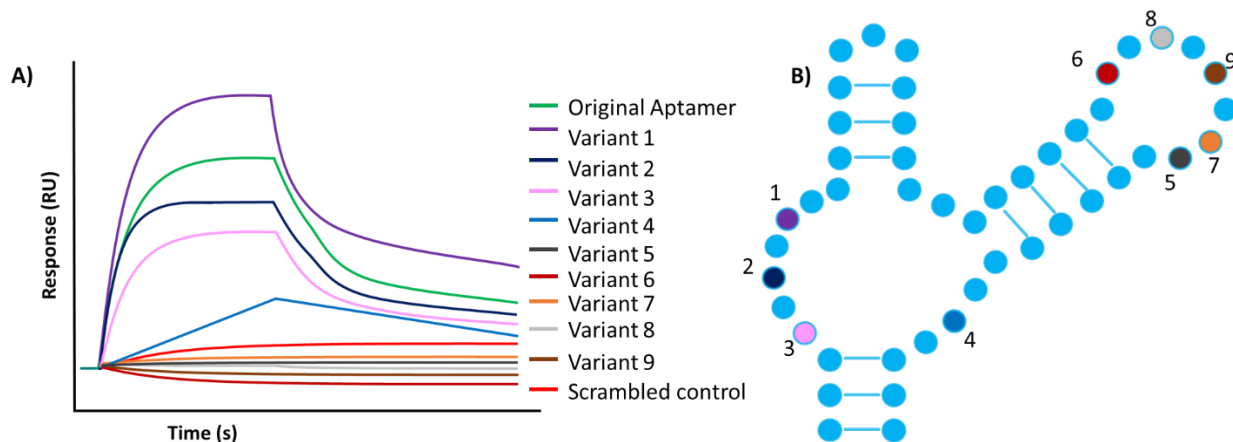 A)
Response (RU)
Time (s)
Original Aptamer
Variant 1
Variant 2
Variant 3
Variant 4
Variant 5
Variant 6
Variant 7
Variant 8
Variant 9
Scrambled control
B)
8
6
9
7
5
1
2
3
4